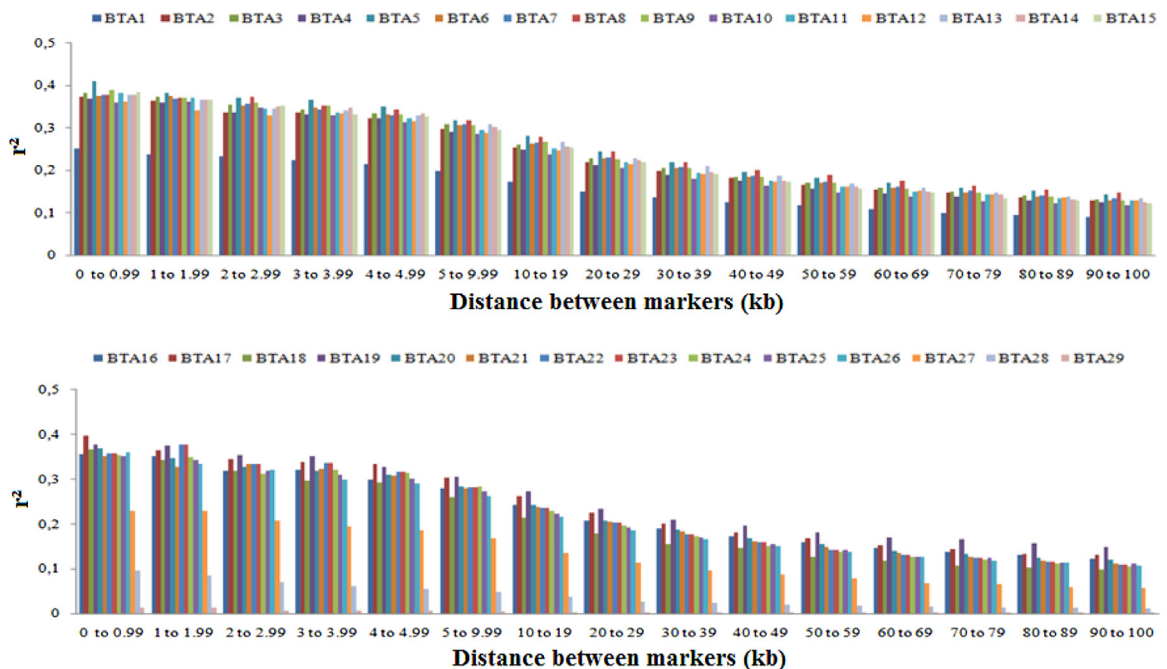 BTA1 BTA2 BTA3 BTA4 BTA5 BTA6 BTA7 BTA8 BTA9 BTA10 BTA11 BTA12 BTA13 BTA14 BTA15
0,5
0,4
0,3
0,2
0,1
0
r²
0 to 0.99 1 to 1.99 2 to 2.99 3 to 3.99 4 to 4.99 5 to 9.99 10 to 19 20 to 29 30 to 39 40 to 49 50 to 59 60 to 69 70 to 79 80 to 89 90 to 100
Distance between markers (kb)
BTA16 BTA17 BTA18 BTA19 BTA20 BTA21 BTA22 BTA23 BTA24 BTA25 BTA26 BTA27 BTA28 BTA29
0,5
0,4
0,3
0,2
0,1
0
r²
0 to 0.99 1 to 1.99 2 to 2.99 3 to 3.99 4 to 4.99 5 to 9.99 10 to 19 20 to 29 30 to 39 40 to 49 50 to 59 60 to 69 70 to 79 80 to 89 90 to 100
Distance between markers (kb)